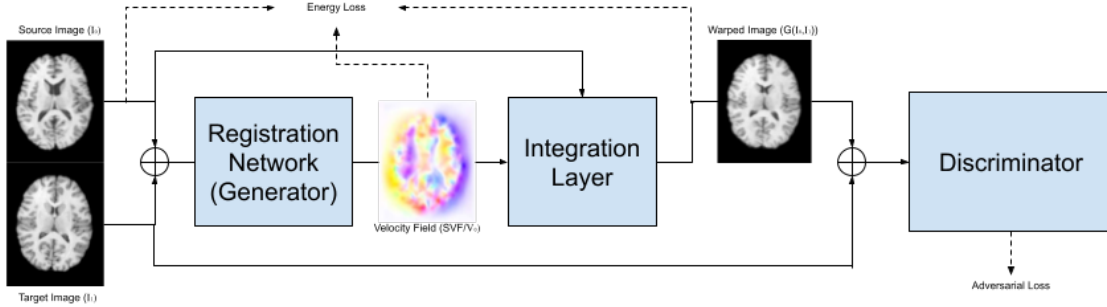 Energy Loss
Source Image (I₀)
Warped Image (G(I₀,I₁))
Registration
Network
(Generator)
Integration
Layer
Discriminator
Velocity Field (SVF/V₀)
Adversarial Loss
Target Image (I₁)